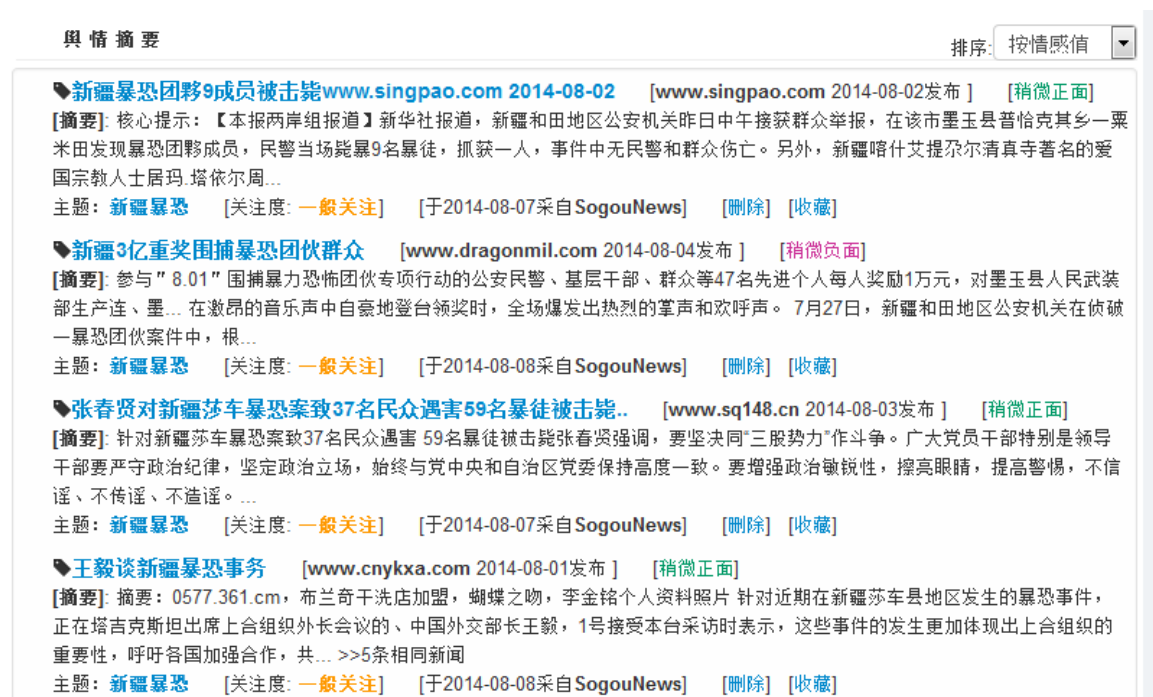 舆情摘要
排序: 按情感值
新疆暴恐团夥9成员被击毙www.singpao.com 2014-08-02 [www.singpao.com 2014-08-02发布 ] [稍微正面]
[摘要]: 核心提示：【本报两岸组报道】新华社报道，新疆和田地区公安机关昨日中午接获群众举报，在该市墨玉县普恰克其乡一粟
米田发现暴恐团夥成员，民警当场毙暴9名暴徒，抓获一人，事件中无民警和群众伤亡。另外，新疆喀什艾提尕尔清真寺著名的爱
国宗教人士居玛.塔依尔周...
主题：新疆暴恐 [关注度: 一般关注] [于2014-08-07采自SogouNews] [删除] [收藏]
新疆3亿重奖围捕暴恐团伙群众 [www.dragonmil.com 2014-08-04发布 ] [稍微负面]
[摘要]: 参与＂8.01＂围捕暴力恐怖团伙专项行动的公安民警、基层干部、群众等47名先进个人每人奖励1万元，对墨玉县人民武装
部生产连、墨... 在激昂的音乐声中自豪地登台领奖时，全场爆发出热烈的掌声和欢呼声。 7月27日，新疆和田地区公安机关在侦破
一暴恐团伙案件中，根...
主题：新疆暴恐 [关注度: 一般关注] [于2014-08-08采自SogouNews] [删除] [收藏]
张春贤对新疆莎车暴恐案致37名民众遇害59名暴徒被击毙.. [www.sq148.cn 2014-08-03发布 ] [稍微正面]
[摘要]: 针对新疆莎车暴恐案致37名民众遇害 59名暴徒被击毙张春贤强调，要坚决同“三股势力”作斗争。广大党员干部特别是领导
干部要严守政治纪律，坚定政治立场，始终与党中央和自治区党委保持高度一致。要增强政治敏锐性，擦亮眼睛，提高警惕，不信
谣、不传谣、不造谣。...
主题：新疆暴恐 [关注度: 一般关注] [于2014-08-07采自SogouNews] [删除] [收藏]
王毅谈新疆暴恐事务 [www.cnykxa.com 2014-08-01发布 ] [稍微正面]
[摘要]: 摘要：0577.361.cm，布兰奇干洗店加盟，蝴蝶之吻，李金铭个人资料照片 针对近期在新疆莎车县地区发生的暴恐事件，
正在塔吉克斯坦出席上合组织外长会议的、中国外交部长王毅，1号接受本台采访时表示，这些事件的发生更加体现出上合组织的
重要性，呼吁各国加强合作，共... >>5条相同新闻
主题：新疆暴恐 [关注度: 一般关注] [于2014-08-08采自SogouNews] [删除] [收藏]